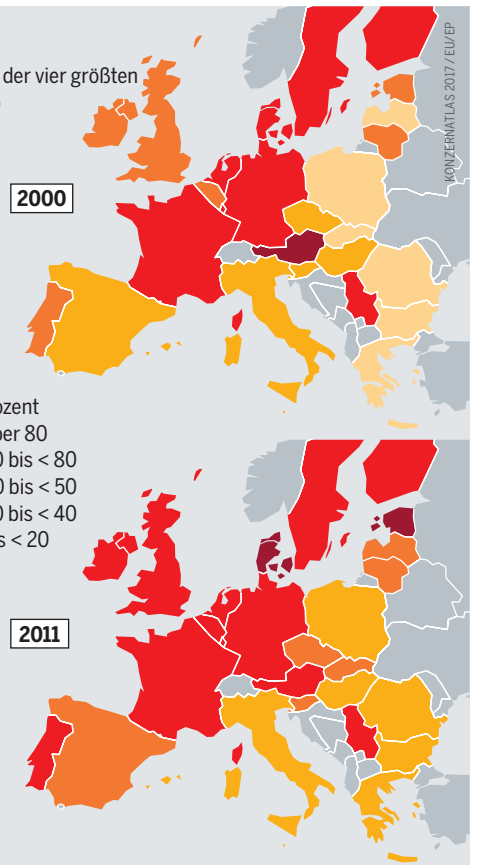 der vier größten
2000
KONZERNATLAS 2017 / EU/EP
ozent
er 80
0 bis < 80
0 bis < 50
0 bis < 40
s < 20
2011